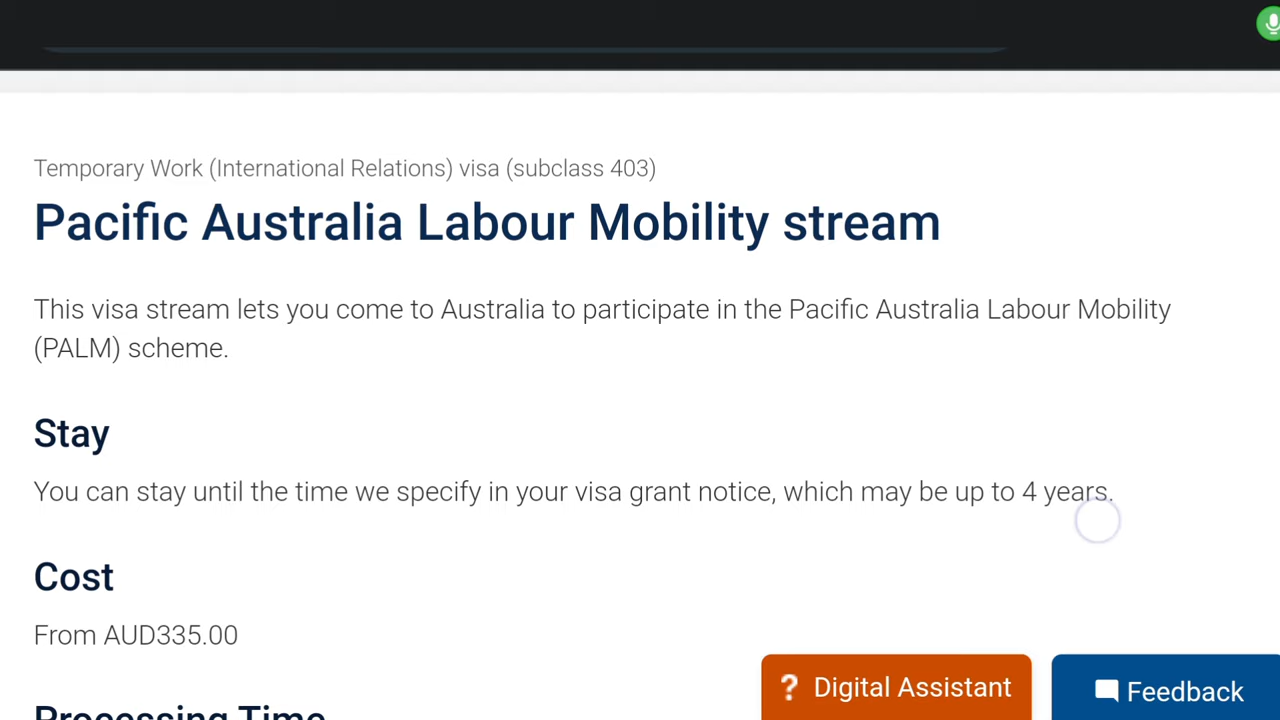 Temporary Work (International Relations) visa (subclass 403)
Pacific Australia Labour Mobility stream
This visa stream lets you come to Australia to participate in the Pacific Australia Labour Mobility
(PALM) scheme.
Stay
You can stay until the time we specify in your visa grant notice, which may be up to 4 years.
Cost
From AUD335.00
Processing Time
? Digital Assistant
Feedback